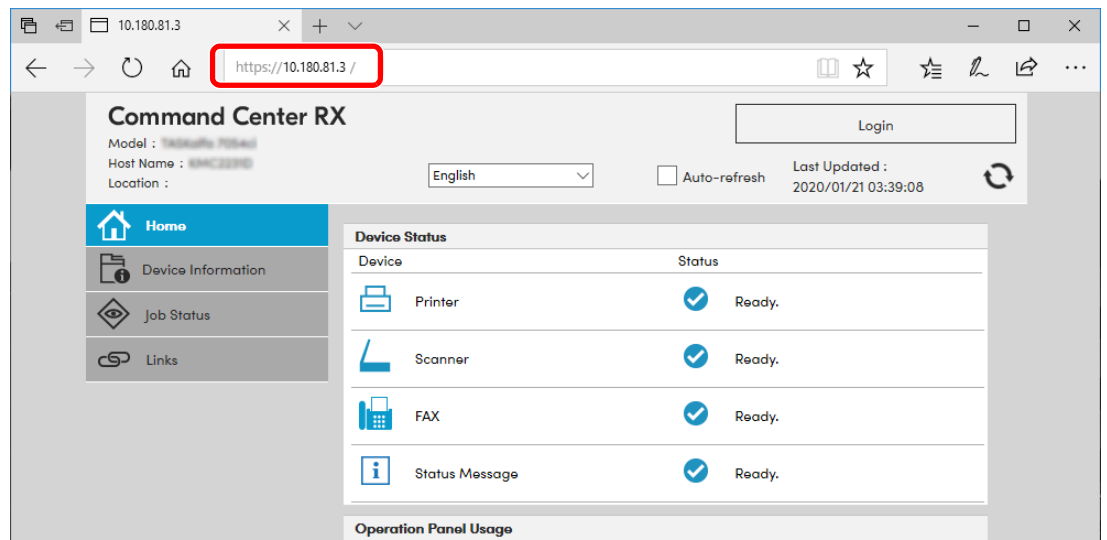 10.180.81.3
https://10.180.81.3 /
Command Center RX
Login
Model :
Host Name :
Location :
English
Auto-refresh
Last Updated :
2020/01/21 03:39:08
Home
Device Information
Job Status
Links
Device Status
Device Status
Printer Ready.
Scanner Ready.
FAX Ready.
Status Message Ready.
Operation Panel Usage